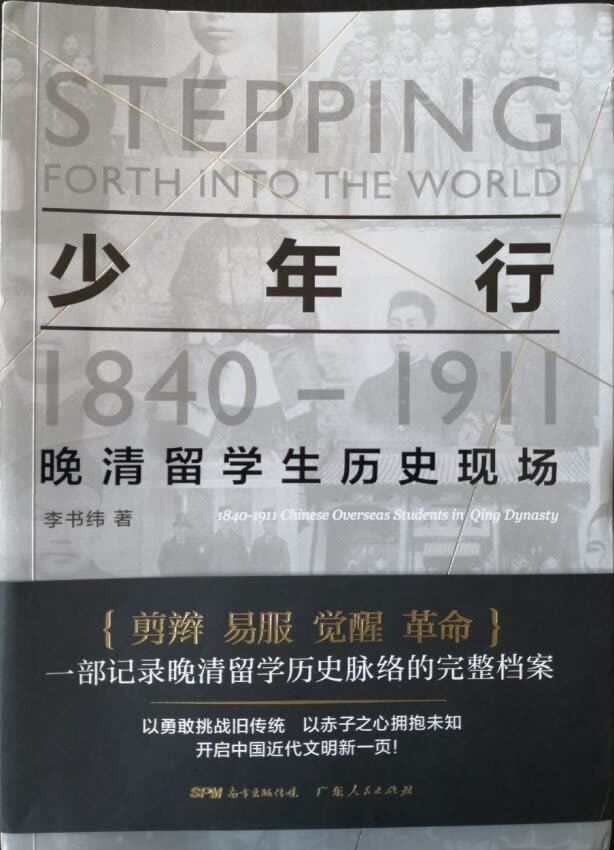 STEPPING
FORTH INTO THE WORLD
少年行
1840 – 1911
晚清留学生历史现场
李书纬 著
1840-1911 Chinese Overseas Students in Qing Dynasty
{ 剪辫 易服 觉醒 革命 }
一部记录晚清留学历史脉络的完整档案
以勇敢挑战旧传统 以赤子之心拥抱未知
开启中国近代文明新一页！
SPM 南方出版传媒 广东人民出版社